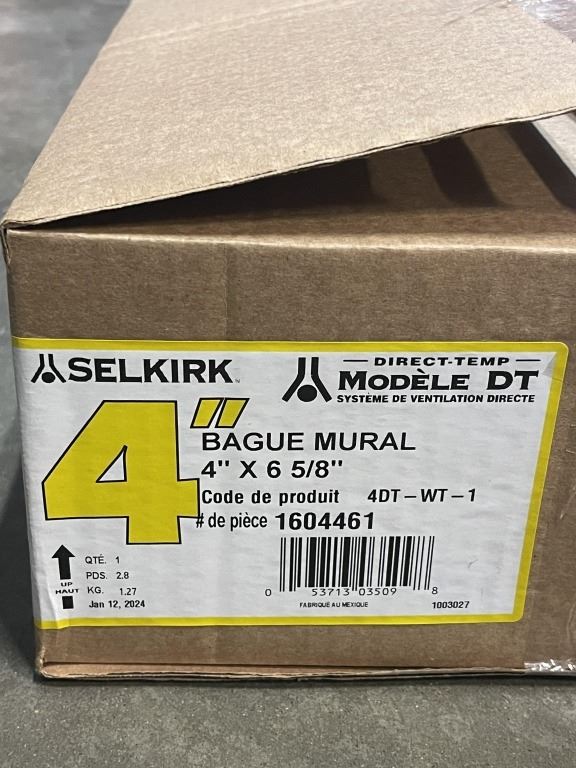 SELKIRK™
DIRECT-TEMP
MODÈLE DT
SYSTÈME DE VENTILATION DIRECTE
4"
BAGUE MURAL
4" X 6 5/8"
Code de produit 4DT-WT-1
# de pièce 1604461
UP
HAUT
QTÉ. 1
PDS. 2.8
KG. 1.27
Jan 12, 2024
0 53713 03509 8
FABRIQUE AU MEXIQUE 1003027